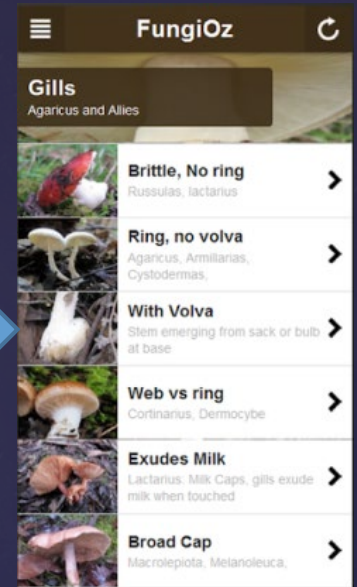 FungiOz
Gills
Agaricus and Allies
Brittle, No ring
Russulas, lactarius
Ring, no volva
Agaricus, Armillarias,
Cystodermas,
With Volva
Stem emerging from sack or bulb
at base
Web vs ring
Cortinarius, Dermocybe
Exudes Milk
Lactarius: Milk Caps, gills exude
milk when touched
Broad Cap
Macrolepiota, Melanoleuca,